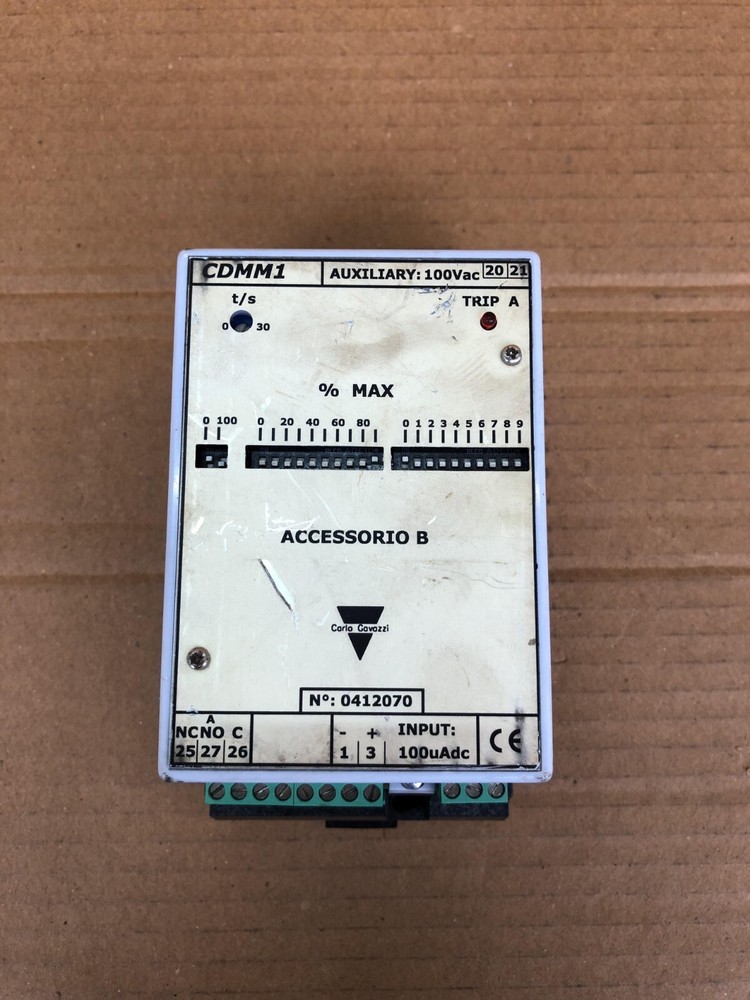 CDMM1 AUXILIARY: 100Vac 20 21
t/s TRIP A
0 30
% MAX
0 100 0 20 40 60 80 0 1 2 3 4 5 6 7 8 9
ACCESSORIO B
Carlo Gavazzi
N°: 0412070
A
NC NO C - + INPUT:
25 27 26 1 3 100uAdc CE